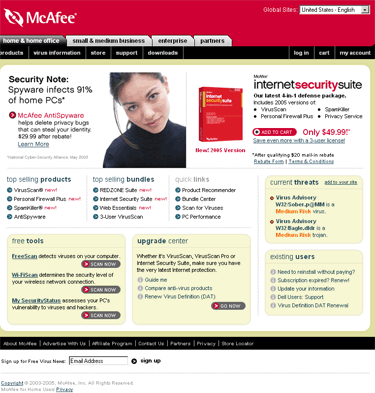 McAfee
Global Sites: United States - English
home & home office
small & medium business
enterprise
partners
products
virus information
store
support
downloads
log in
cart
my account
Security Note:
Spyware infects 91%
of home PCs*
McAfee AntiSpyware
helps delete privacy bugs
that can steal your identity.
$29.99 after rebate!
Learn More
*National Cyber-Security Alliance May 2003
New! 2005 Version
McAfee
internetsecuritysuite
Our latest 4-in-1 defense package.
Includes 2005 versions of:
VirusScan
SpamKiller
Personal Firewall Plus
Privacy Service
ADD TO CART
Only $49.99!*
Save even more with a 3-user license!
*After qualifying $20 mail-in rebate
Rebate Form | Terms & Conditions
top selling products
VirusScan® new!
Personal Firewall Plus new!
SpamKiller® new!
AntiSpyware
top selling bundles
REDZONE Suite new!
Internet Security Suite new!
Web Essentials new!
3-User VirusScan
quick links
Product Recommender
Bundle Center
Scan for Viruses
PC Performance
current threats
add to your site
Virus Advisory
W32/Sober.p@MM is a
Medium Risk virus.
Virus Advisory
W32/Bagle.dldr is a
Medium Risk trojan.
free tools
FreeScan detects viruses on your computer.
SCAN NOW
Wi-FiScan determines the security level of
your wireless network connection.
SCAN NOW
My SecurityStatus assesses your PC's
vulnerability to viruses and hackers.
SCAN NOW
upgrade center
Whether it's VirusScan, VirusScan Pro or
Internet Security Suite, make sure you have
the very latest Internet protection.
Guide me
Compare anti-virus products
Renew Virus Definition (DAT)
GO NOW
existing users
Need to reinstall without paying?
Subscription expired? Renew!
Update your information
Dell Users: Support
Virus Definition DAT Renewal
About McAfee | Advertise With Us | Affiliate Program | Contact Us | Partners | Privacy | Store Locator
Sign up for Free Virus News:
Email Address
sign up
Copyright © 2003-2005, McAfee, Inc. All Rights Reserved.
McAfee for Home Users Privacy